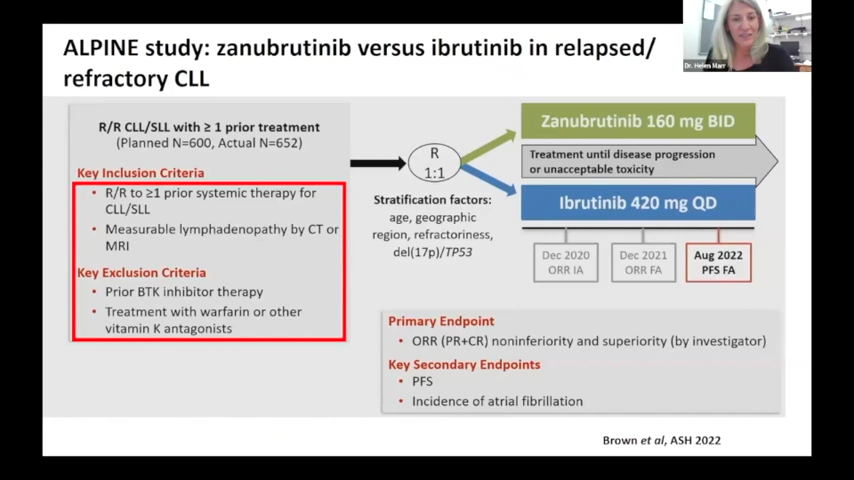 ALPINE study: zanubrutinib versus ibrutinib in relapsed/
refractory CLL
Dr. Helen Marr
R/R CLL/SLL with ≥ 1 prior treatment
(Planned N=600, Actual N=652)
Key Inclusion Criteria
• R/R to ≥1 prior systemic therapy for
CLL/SLL
• Measurable lymphadenopathy by CT or
MRI
Key Exclusion Criteria
• Prior BTK inhibitor therapy
• Treatment with warfarin or other
vitamin K antagonists
R
1:1
Stratification factors:
age, geographic
region, refractoriness,
del(17p)/TP53
Zanubrutinib 160 mg BID
Treatment until disease progression
or unacceptable toxicity
Ibrutinib 420 mg QD
Dec 2020
ORR IA
Dec 2021
ORR FA
Aug 2022
PFS FA
Primary Endpoint
• ORR (PR+CR) noninferiority and superiority (by investigator)
Key Secondary Endpoints
• PFS
• Incidence of atrial fibrillation
Brown et al, ASH 2022